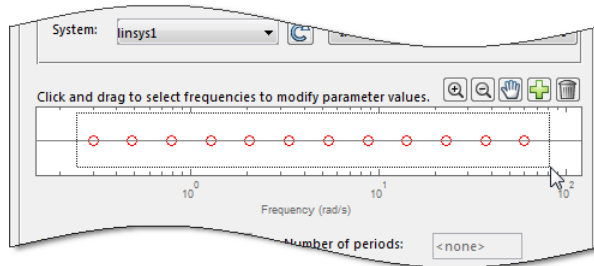 System: linsys1
Click and drag to select frequencies to modify parameter values.
10^0 10^1 10^2
Frequency (rad/s)
Number of periods: <none>